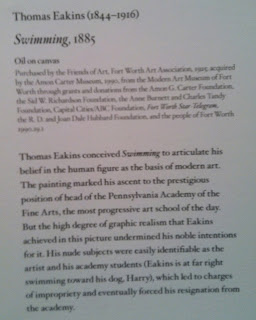 Thomas Eakins (1844–1916)
Swimming, 1885
Oil on canvas
Purchased by the Friends of Art, Fort Worth Art Association, 1925; acquired
by the Amon Carter Museum, 1990, from the Modern Art Museum of Fort
Worth through grants and donations from the Amon G. Carter Foundation,
the Sid W. Richardson Foundation, the Anne Burnett and Charles Tandy
Foundation, Capital Cities/ABC Foundation, Fort Worth Star-Telegram,
the R. D. and Joan Dale Hubbard Foundation, and the people of Fort Worth
1990.19.1
Thomas Eakins conceived Swimming to articulate his
belief in the human figure as the basis of modern art.
The painting marked his ascent to the prestigious
position of head of the Pennsylvania Academy of the
Fine Arts, the most progressive art school of the day.
But the high degree of graphic realism that Eakins
achieved in this picture undermined his noble intentions
for it. His nude subjects were easily identifiable as the
artist and his academy students (Eakins is at far right
swimming toward his dog, Harry), which led to charges
of impropriety and eventually forced his resignation from
the academy.